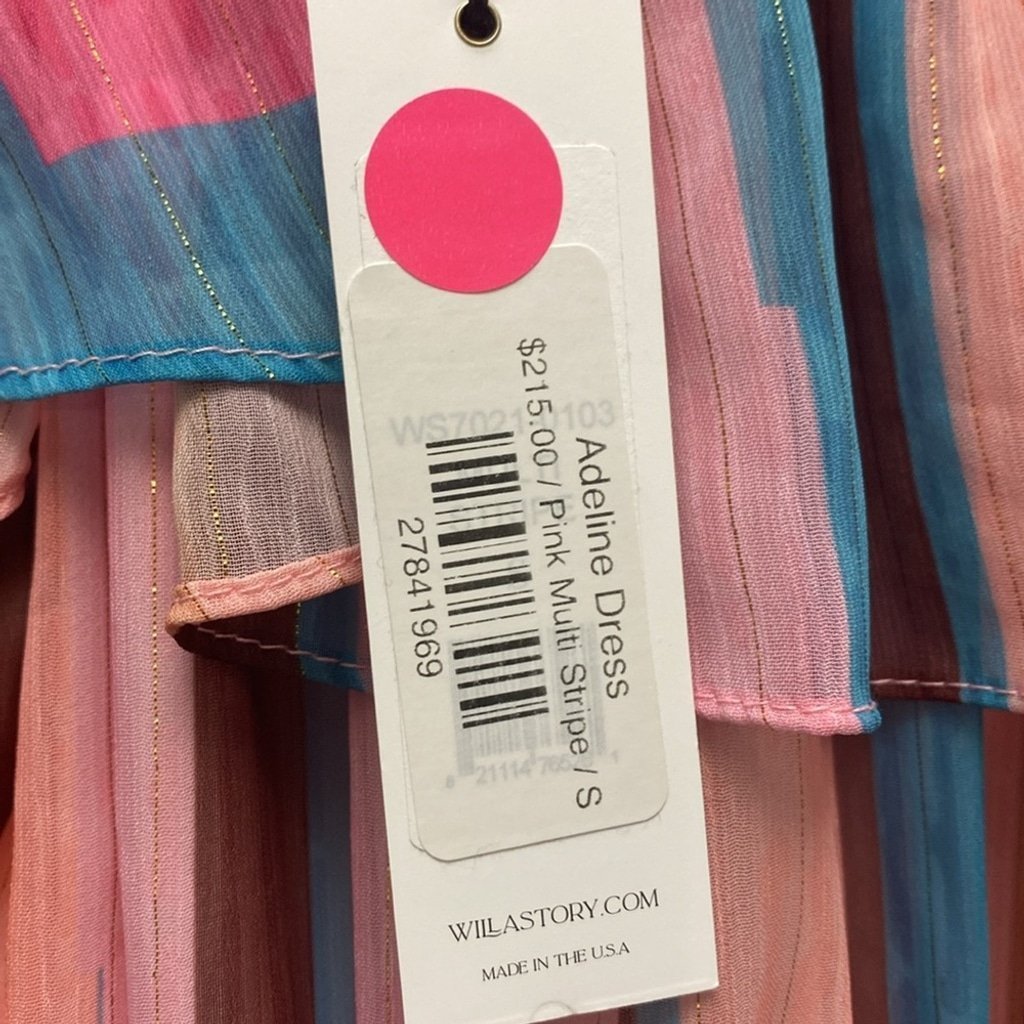 Adeline Dress
$215.00 / Pink Multi Stripe / S
27841969
WILLASTORY.COM
MADE IN THE U.S.A